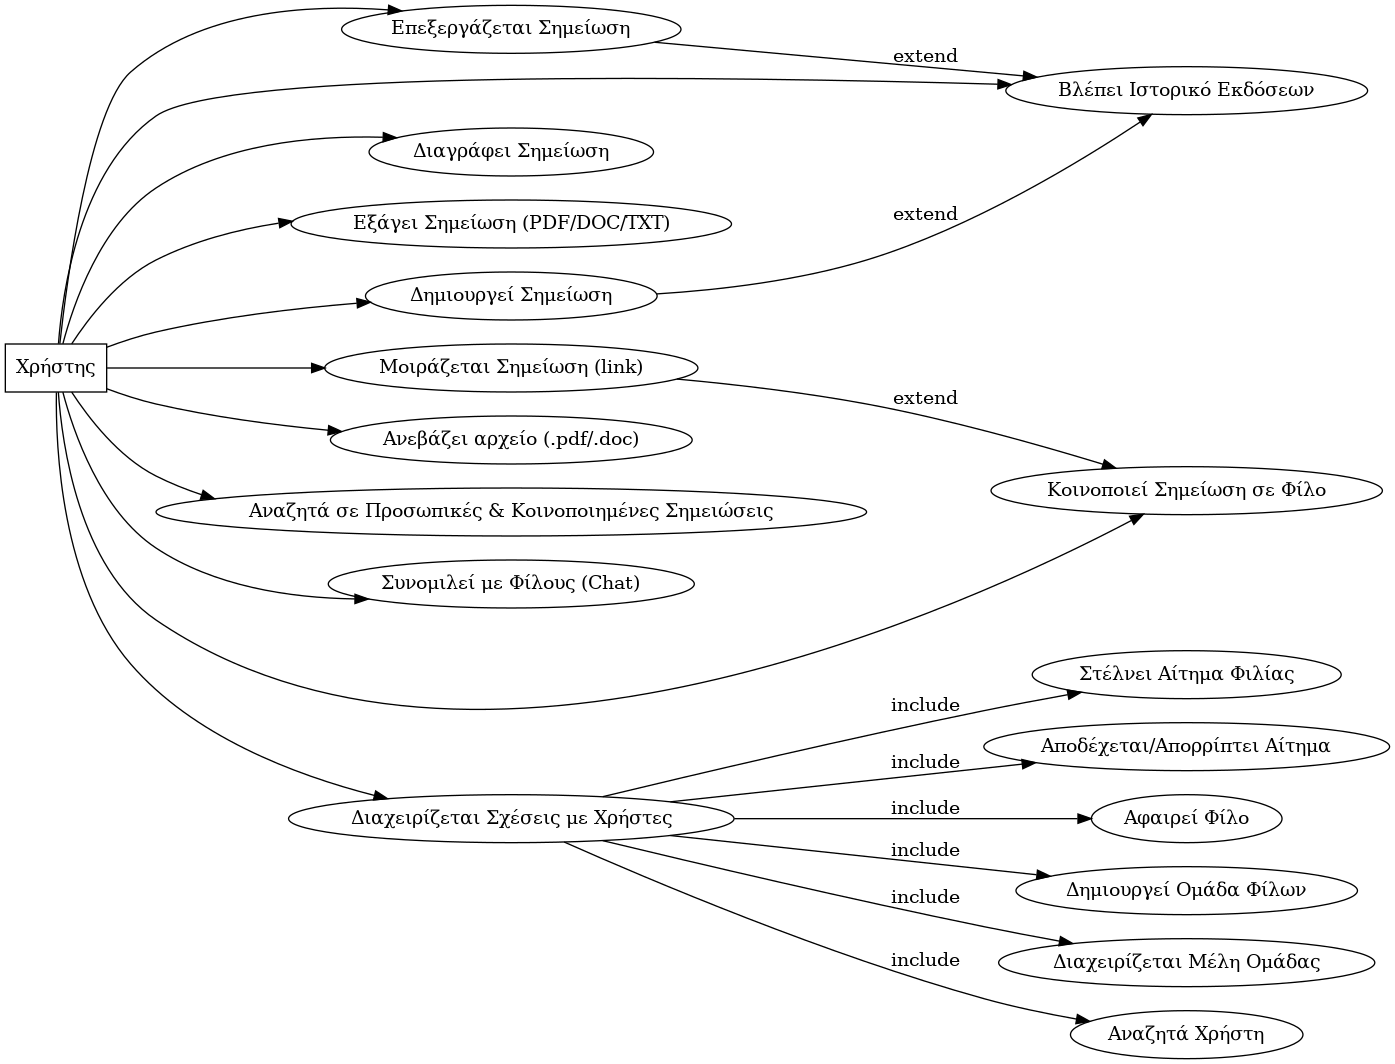 Επεξεργάζεται Σημείωση
extend
Βλέπει Ιστορικό Εκδόσεων
Διαγράφει Σημείωση
extend
Εξάγει Σημείωση (PDF/DOC/TXT)
Δημιουργεί Σημείωση
Χρήστης
Μοιράζεται Σημείωση (link)
extend
Ανεβάζει αρχείο (.pdf/.doc)
Κοινοποιεί Σημείωση σε Φίλο
Αναζητά σε Προσωπικές & Κοινοποιημένες Σημειώσεις
Συνομιλεί με Φίλους (Chat)
Στέλνει Αίτημα Φιλίας
include
Αποδέχεται/Απορρίπτει Αίτημα
include
Διαχειρίζεται Σχέσεις με Χρήστες
include
Αφαιρεί Φίλο
include
Δημιουργεί Ομάδα Φίλων
include
Διαχειρίζεται Μέλη Ομάδας
include
Αναζητά Χρήστη